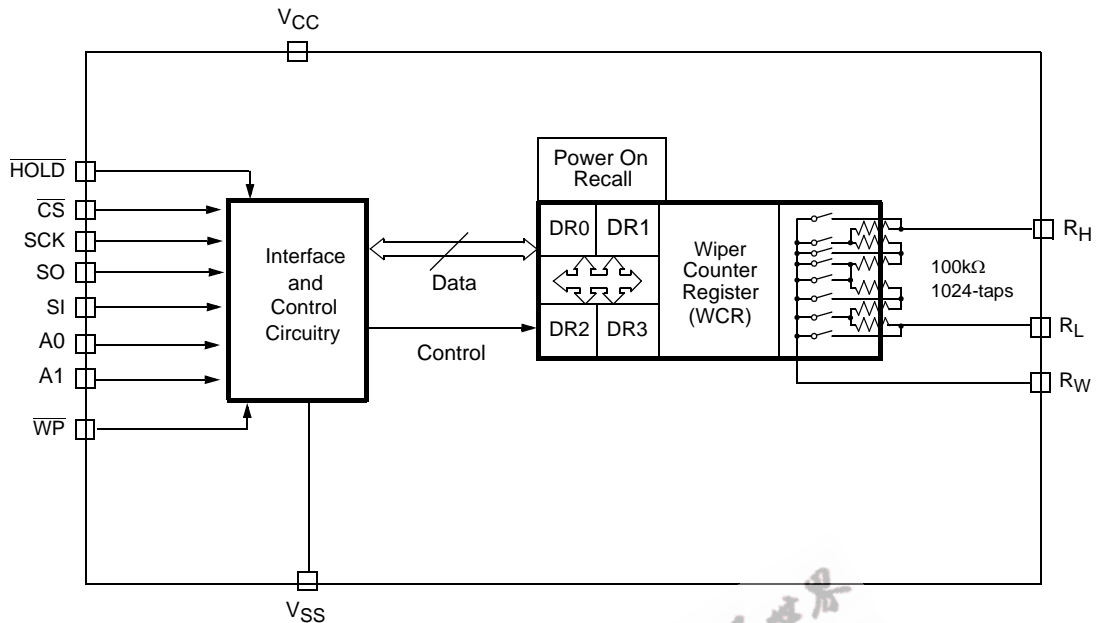 VCC
HOLD
CS
SCK
SO
SI
A0
A1
WP
Interface
and
Control
Circuitry
Data
Control
Power On
Recall
DR0
DR1
DR2
DR3
Wiper
Counter
Register
(WCR)
100kΩ
1024-taps
RH
RL
RW
VSS